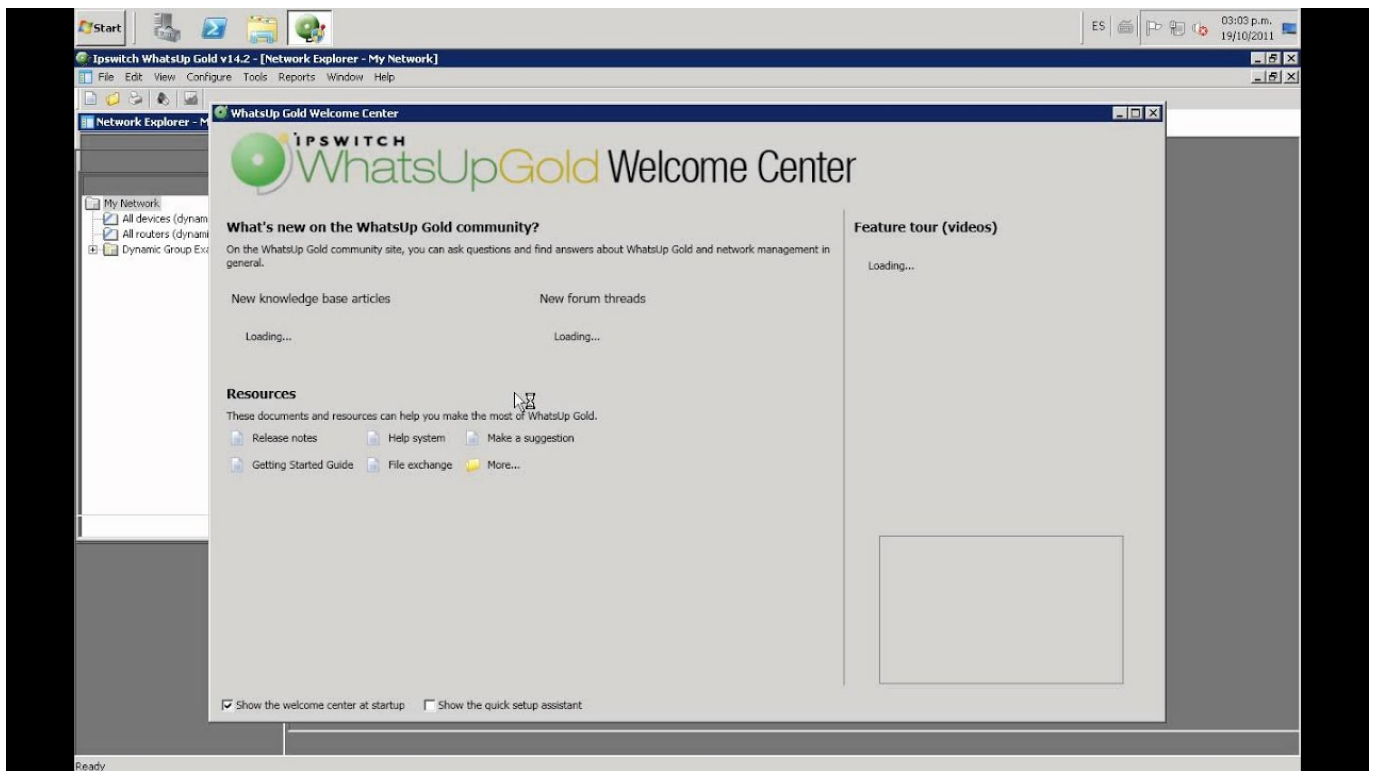 Start
ES
03:03 p.m.
19/10/2011
Ipswitch WhatsUp Gold v14.2 - [Network Explorer - My Network]
File Edit View Configure Tools Reports Window Help
Network Explorer - M
WhatsUp Gold Welcome Center
IPSWITCH
WhatsUpGold Welcome Center
My Network
All devices (dynam
All routers (dynami
Dynamic Group Exa
What's new on the WhatsUp Gold community?
On the WhatsUp Gold community site, you can ask questions and find answers about WhatsUp Gold and network management in
general.
New knowledge base articles
New forum threads
Loading...
Loading...
Resources
These documents and resources can help you make the most of WhatsUp Gold.
Release notes
Help system
Make a suggestion
Getting Started Guide
File exchange
More...
Feature tour (videos)
Loading...
Show the welcome center at startup
Show the quick setup assistant
Ready